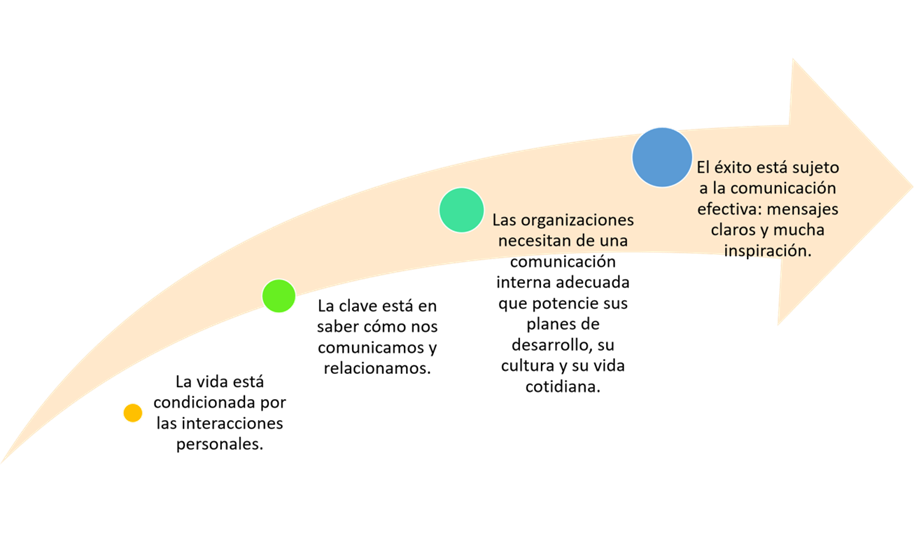 La vida está
condicionada por
las interacciones
personales.
La clave está en
saber cómo nos
comunicamos y
relacionamos.
Las organizaciones
necesitan de una
comunicación
interna adecuada
que potencie sus
planes de
desarrollo, su
cultura y su vida
cotidiana.
El éxito está sujeto
a la comunicación
efectiva: mensajes
claros y mucha
inspiración.